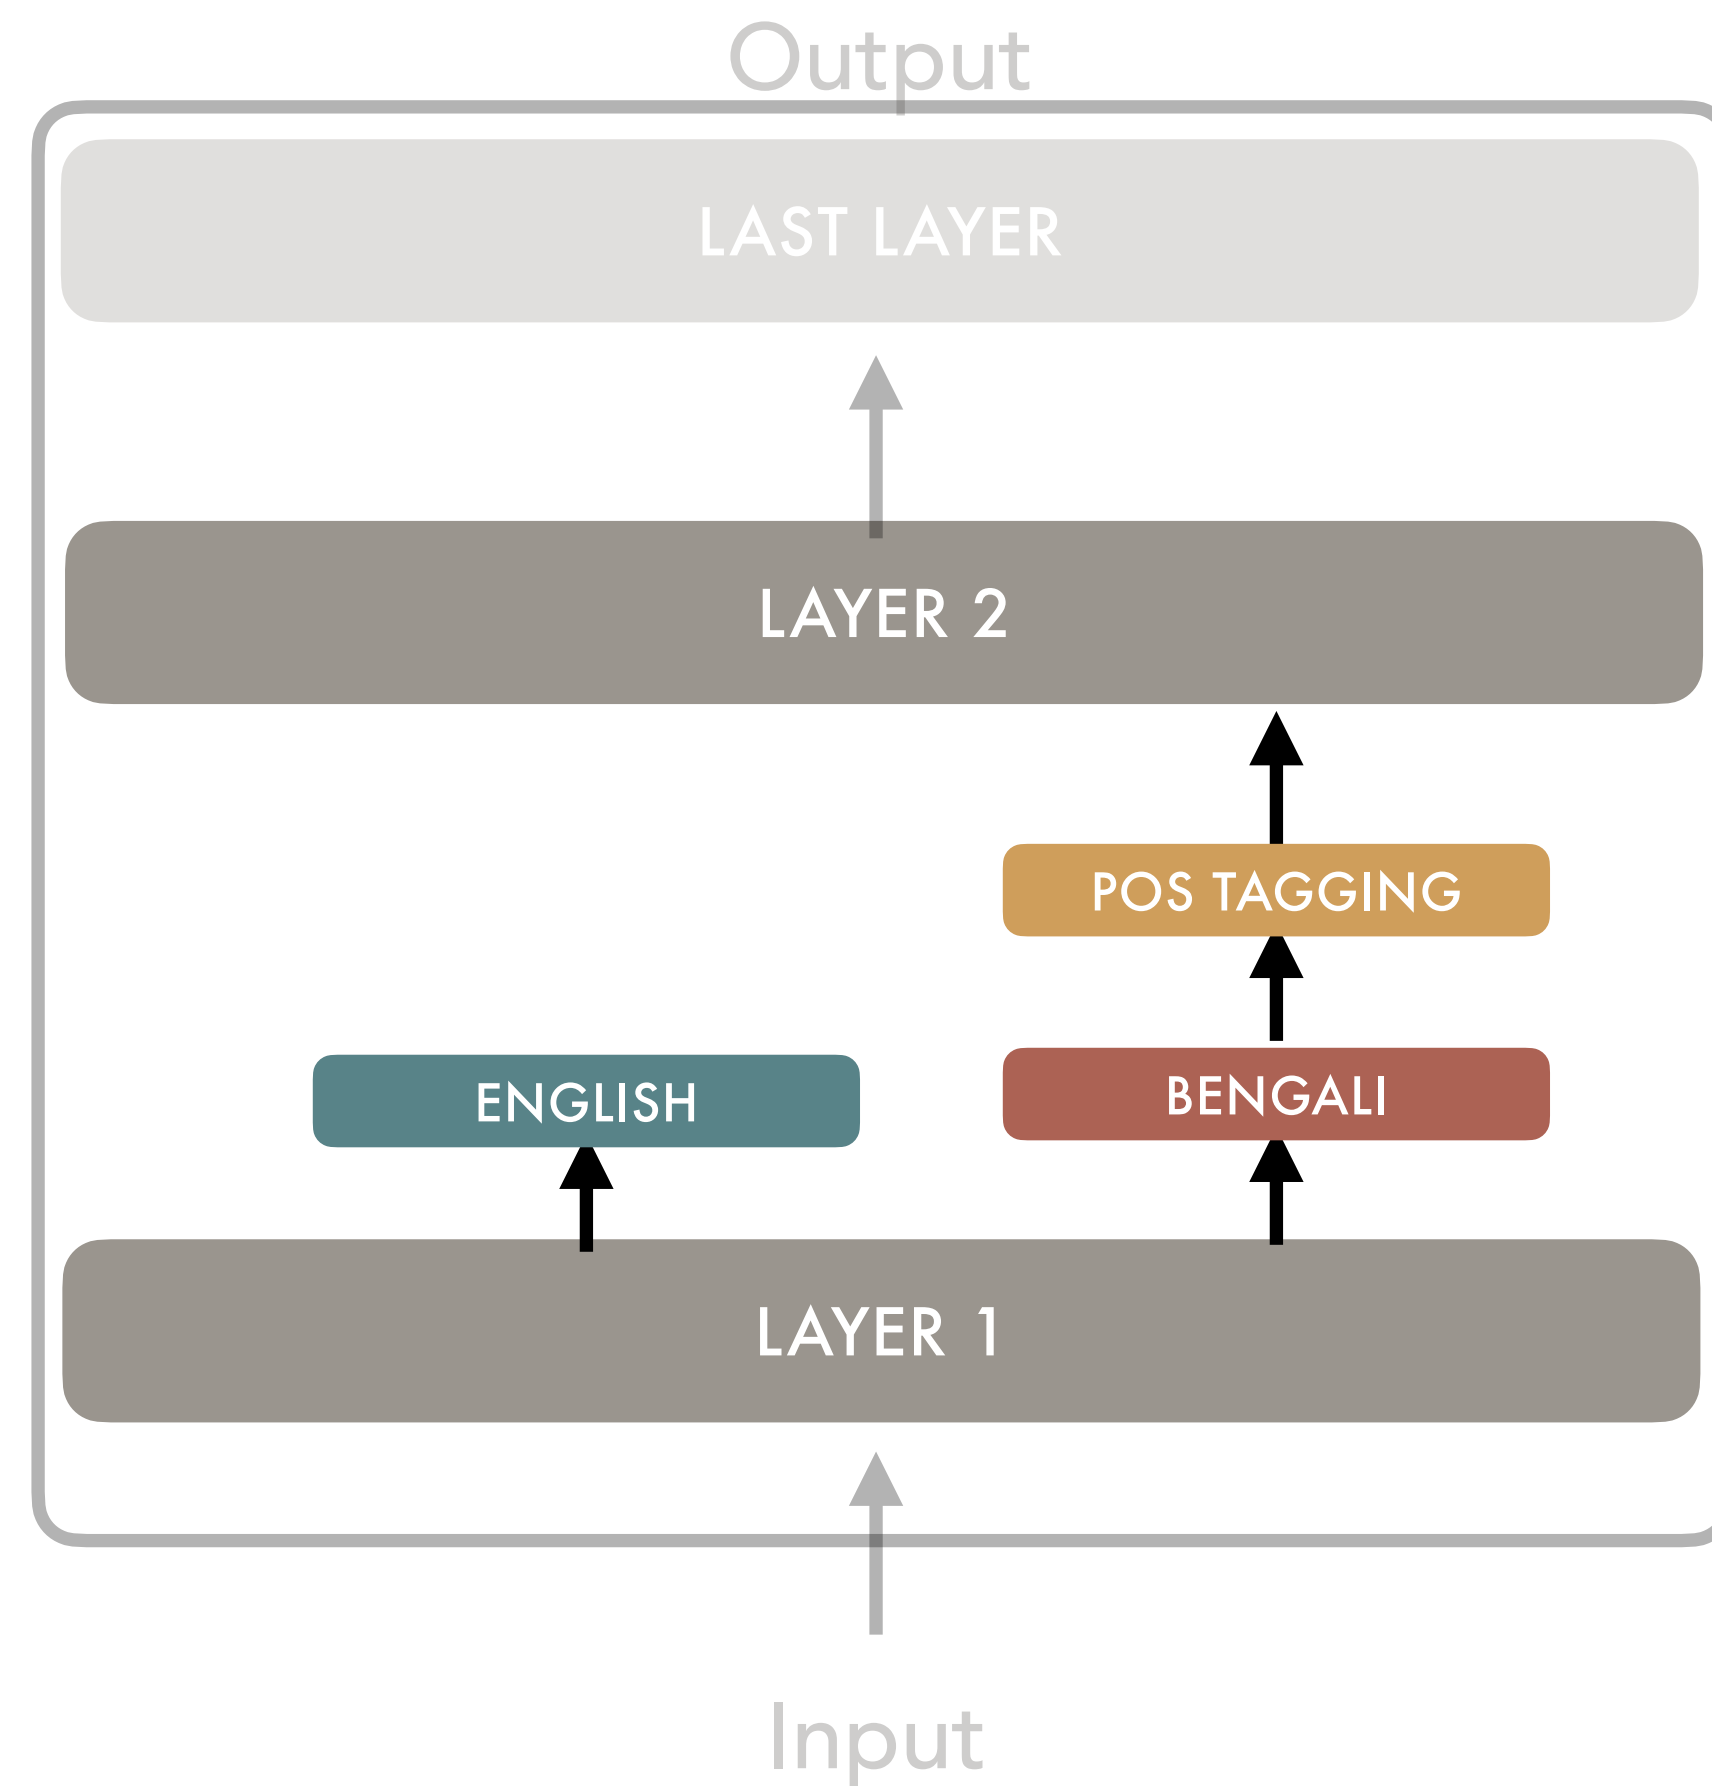 Output
LAST LAYER
LAYER 2
POS TAGGING
ENGLISH
BENGALI
LAYER 1
Input